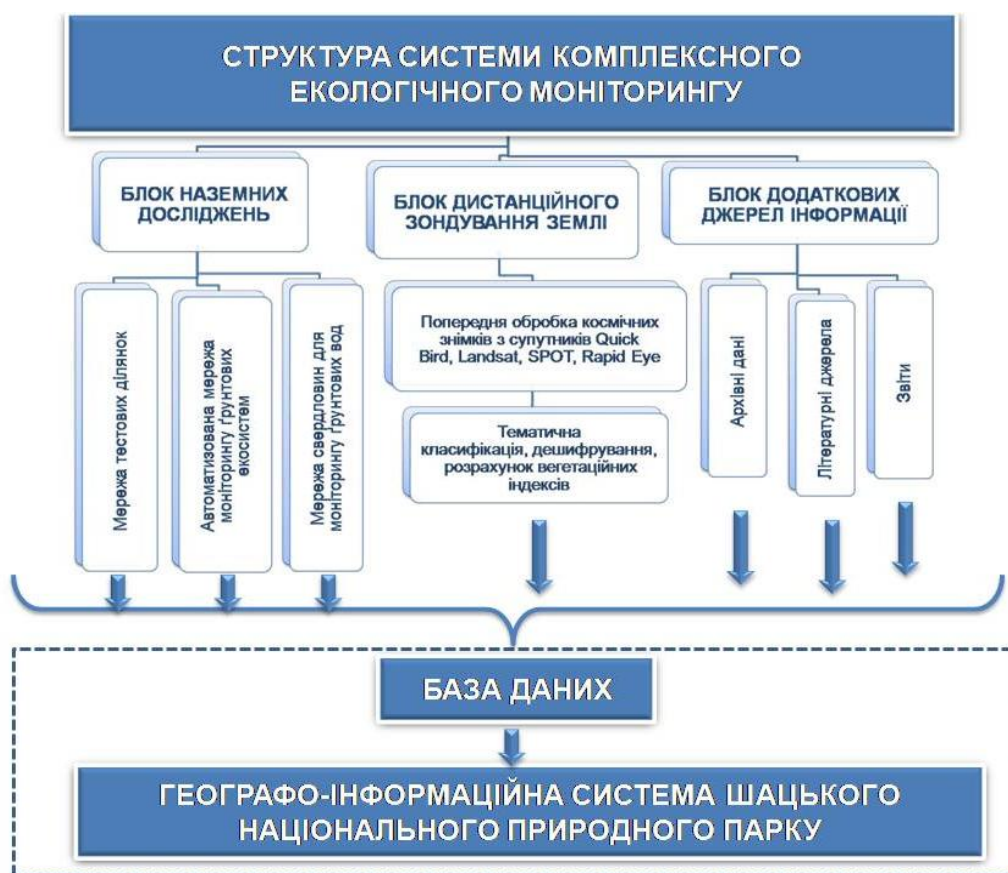 СТРУКТУРА СИСТЕМИ КОМПЛЕКСНОГО
ЕКОЛОГІЧНОГО МОНІТОРИНГУ
БЛОК НАЗЕМНИХ
ДОСЛІДЖЕНЬ
БЛОК ДИСТАНЦІЙНОГО
ЗОНДУВАННЯ ЗЕМЛІ
БЛОК ДОДАТКОВИХ
ДЖЕРЕЛ ІНФОРМАЦІЇ
Мережа тестових ділянок
Автоматизована мережа
моніторингу ґрунтових
екосистем
Мережа свердловин для
моніторингу ґрунтових вод
Попередня обробка космічних
знімків з супутників Quick
Bird, Landsat, SPOT, Rapid Eye
Тематична
класифікація, дешифрування,
розрахунок вегетаційних
індексів
Архівні дані
Літературні джерела
Звіти
БАЗА ДАНИХ
ГЕОГРАФО-ІНФОРМАЦІЙНА СИСТЕМА ШАЦЬКОГО
НАЦІОНАЛЬНОГО ПРИРОДНОГО ПАРКУ